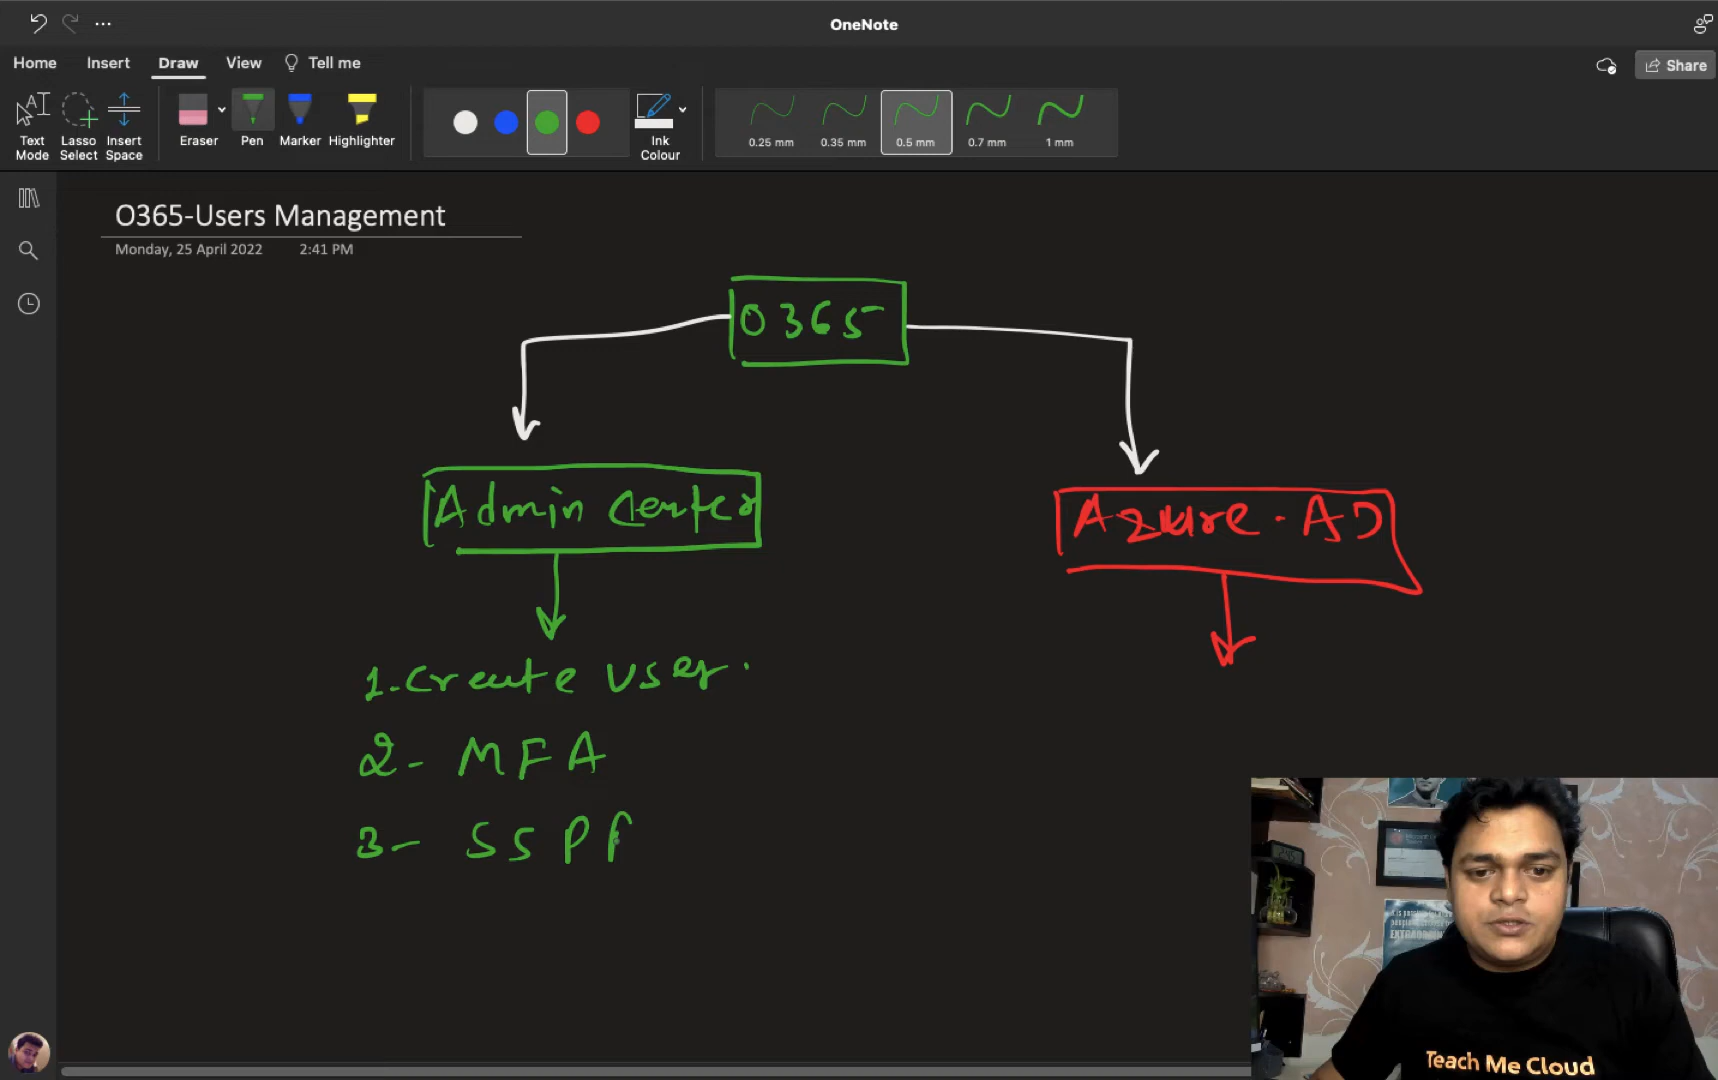 OneNote
Home Insert Draw View Tell me
Share
Text Mode
Lasso Select
Insert Space
Eraser
Pen
Marker
Highlighter
Ink Colour
0.25 mm
0.35 mm
0.5 mm
0.7 mm
1 mm
O365-Users Management
Monday, 25 April 2022 2:41 PM
O365
Admin Center
Azure-AD
1-Create User.
2- MFA
3- SSP
EXTRAORDIN
Teach Me Cloud